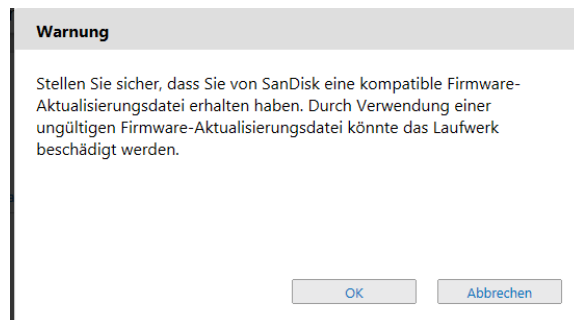 Warnung
Stellen Sie sicher, dass Sie von SanDisk eine kompatible Firmware-
Aktualisierungsdatei erhalten haben. Durch Verwendung einer
ungültigen Firmware-Aktualisierungsdatei könnte das Laufwerk
beschädigt werden.
OK
Abbrechen